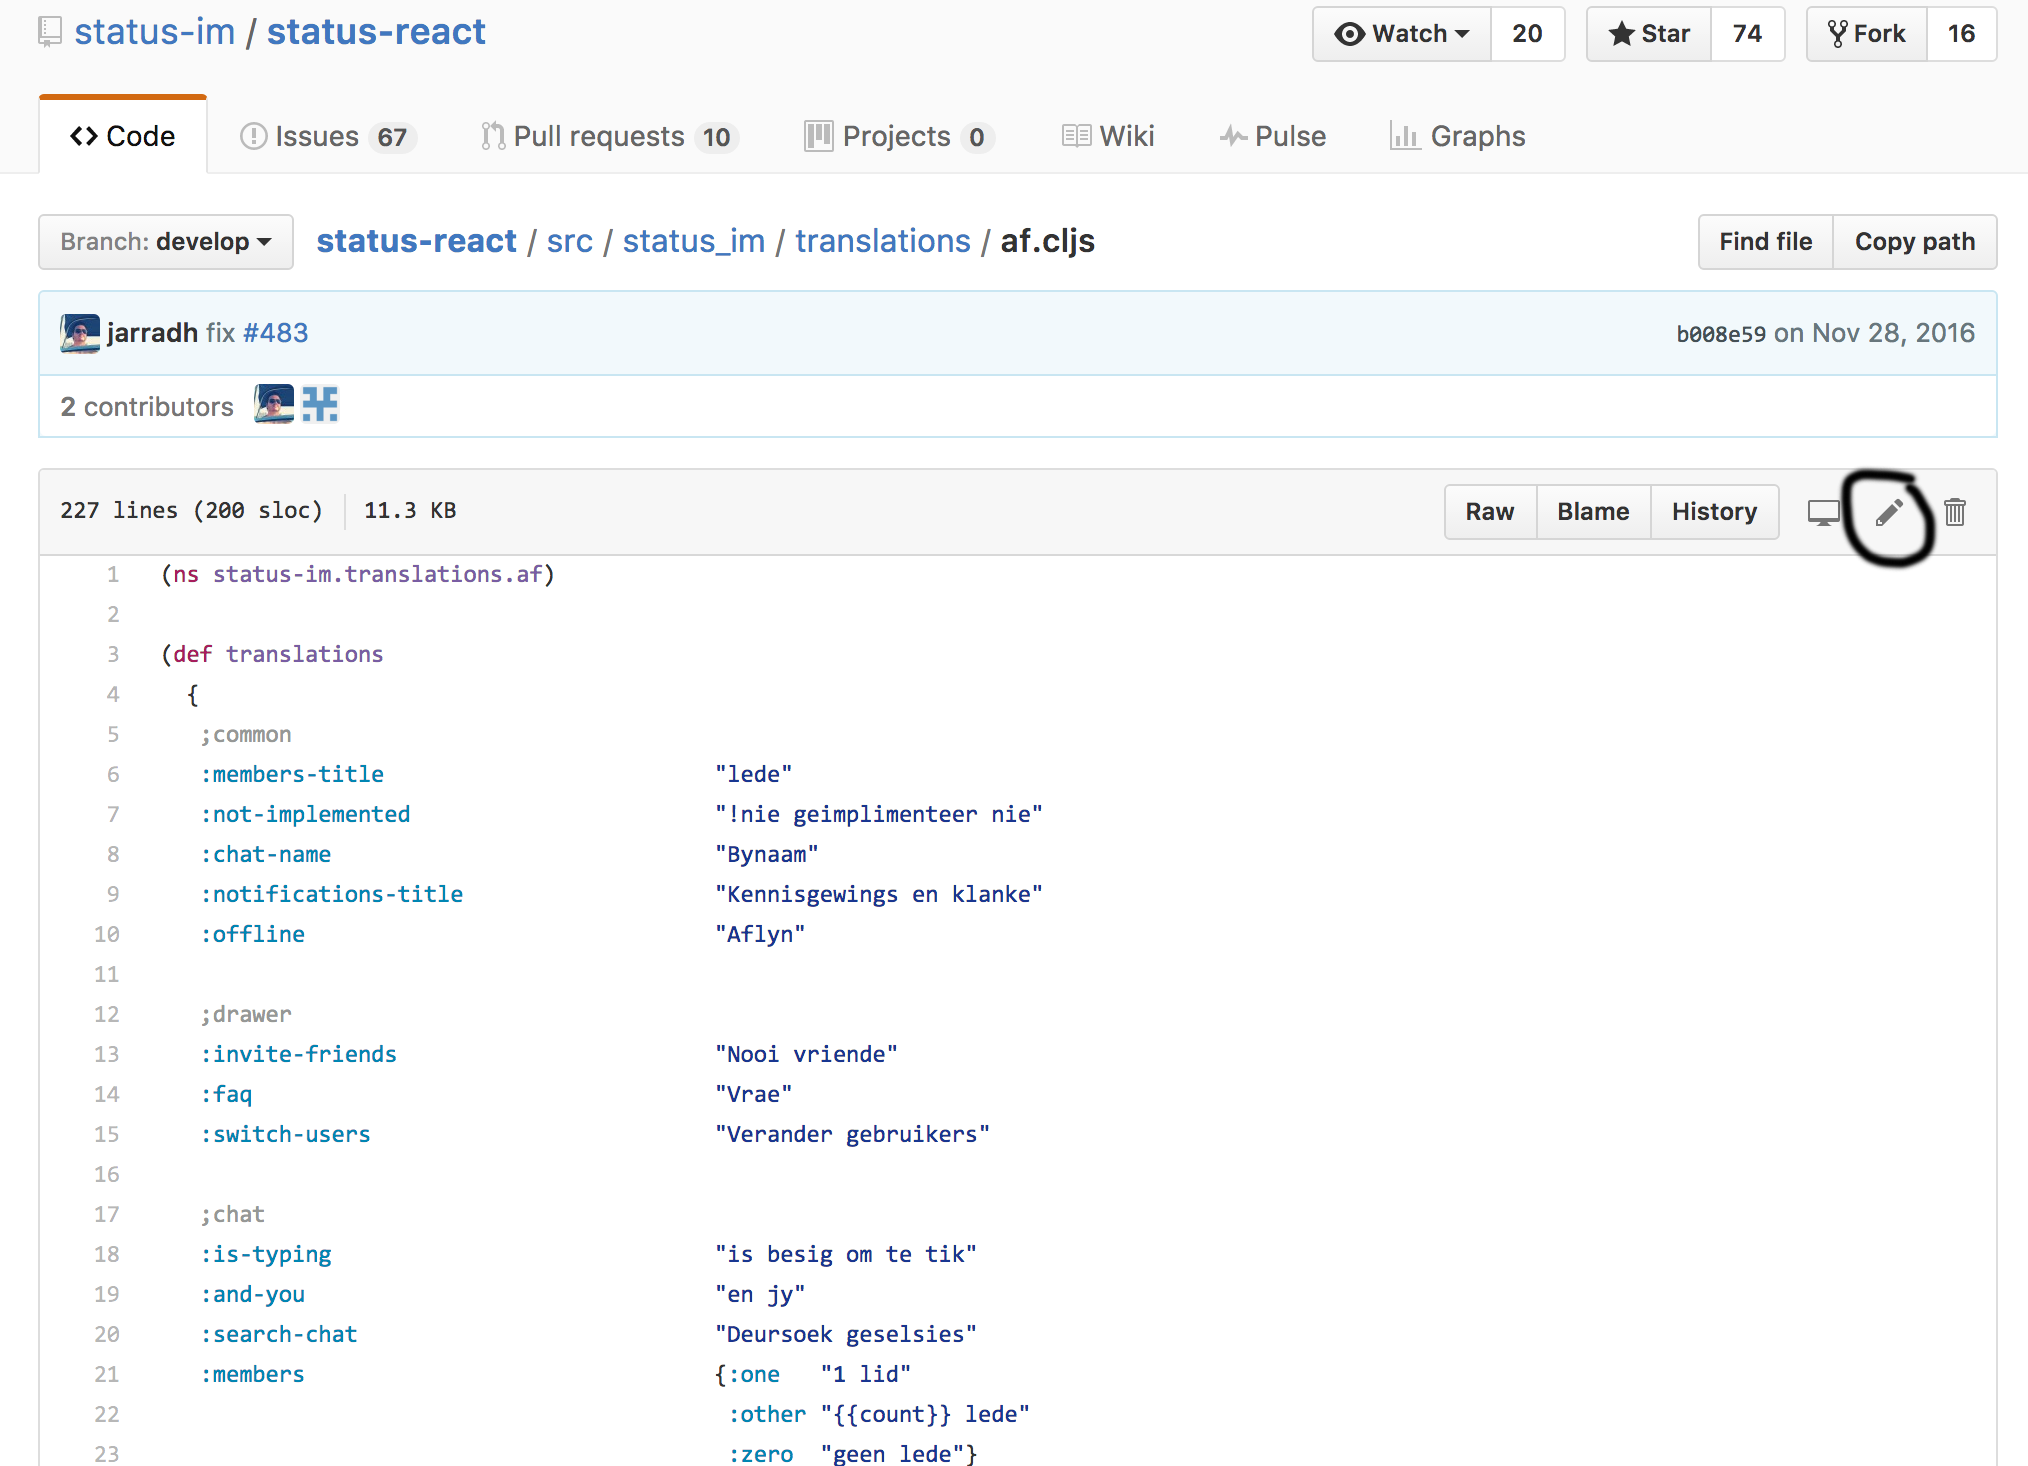 status-im / status-react Watch 20 Star 74 Fork 16
Code Issues 67 Pull requests 10 Projects 0 Wiki Pulse Graphs
Branch: develop status-react / src / status_im / translations / af.cljs Find file Copy path
jarradh fix #483 b008e59 on Nov 28, 2016
2 contributors
227 lines (200 sloc) 11.3 KB Raw Blame History
1 (ns status-im.translations.af)
2
3 (def translations
4 {
5 ;common
6 :members-title "lede"
7 :not-implemented "!nie geimplimenteer nie"
8 :chat-name "Bynaam"
9 :notifications-title "Kennisgewings en klanke"
10 :offline "Aflyn"
11
12 ;drawer
13 :invite-friends "Nooi vriende"
14 :faq "Vrae"
15 :switch-users "Verander gebruikers"
16
17 ;chat
18 :is-typing "is besig om te tik"
19 :and-you "en jy"
20 :search-chat "Deursoek geselsies"
21 :members {:one "1 lid"
22 :other "{{count}} lede"
23 :zero "geen lede"}